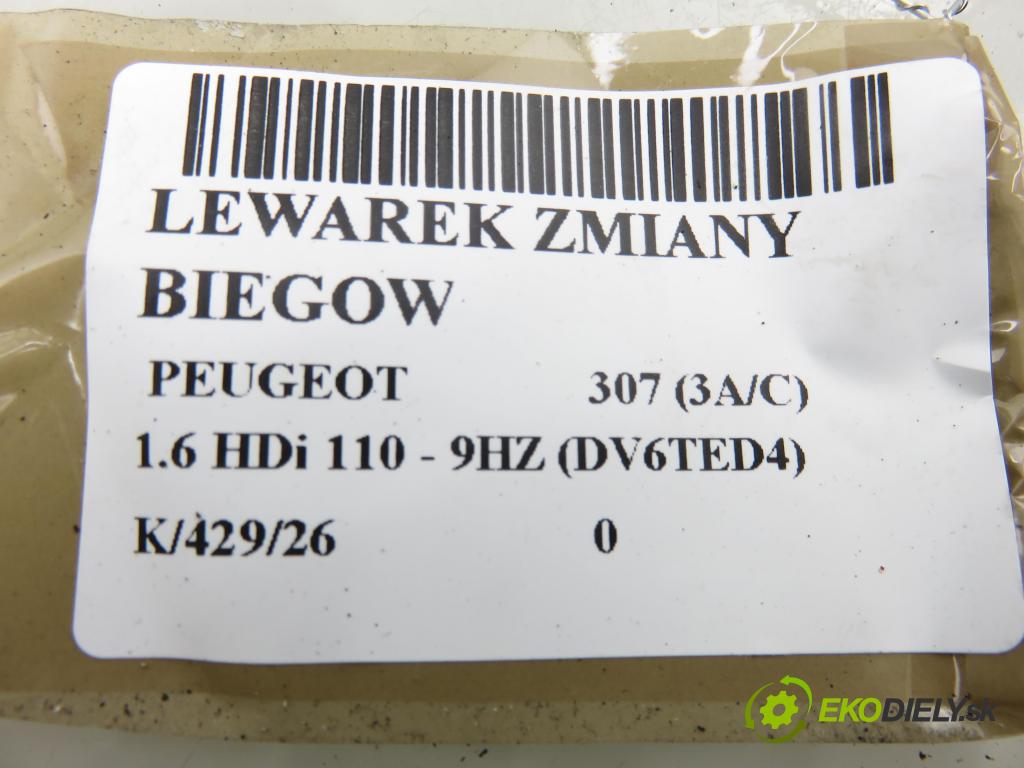 LEWAREK ZMIANY
BIEGOW
PEUGEOT 307 (3A/C)
1.6 HDi 110 - 9HZ (DV6TED4)
K/429/26 0
EKODIELY.sk